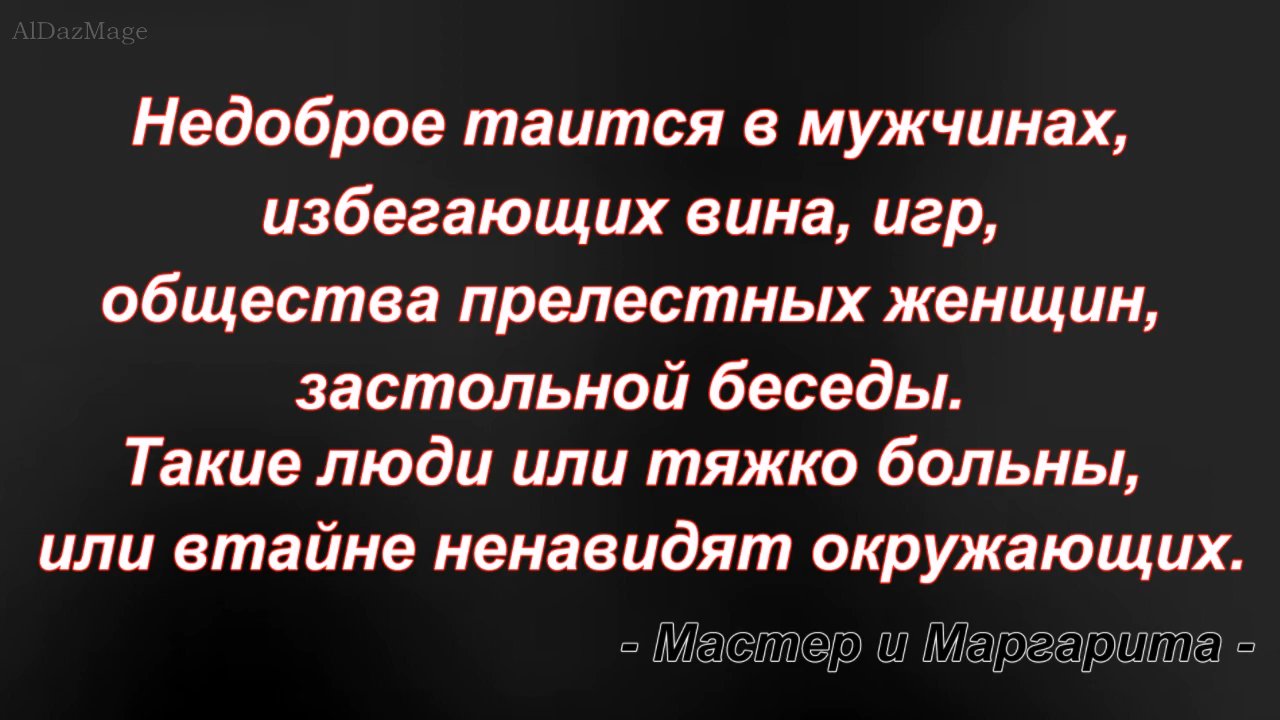 AlDazMage
Недоброе таится в мужчинах,
избегающих вина, игр,
общества прелестных женщин,
застольной беседы.
Такие люди или тяжко больны,
или втайне ненавидят окружающих.
- Мастер и Маргарита -